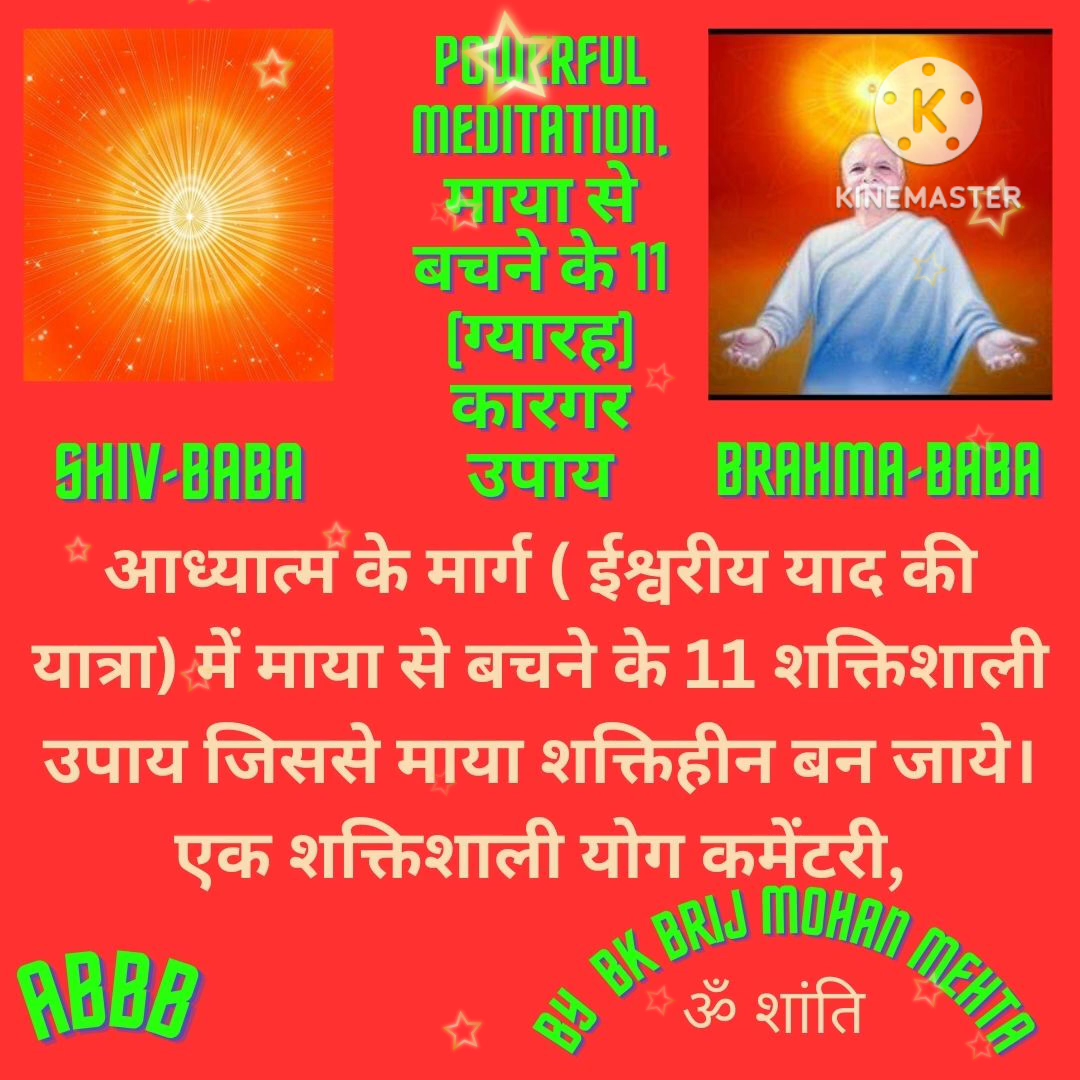 POWERFUL
MEDITATION,
माया से
बचने के 11
(ग्यारह)
कारगर
उपाय
KINEMASTER
SHIV-BABA
BRAHMA-BABA
आध्यात्म के मार्ग ( ईश्वरीय याद की
यात्रा) में माया से बचने के 11 शक्तिशाली
उपाय जिससे माया शक्तिहीन बन जाये।
एक शक्तिशाली योग कमेंटरी,
ABBB
BY BK BRIJ MOHAN MEHTA
ॐ शांति